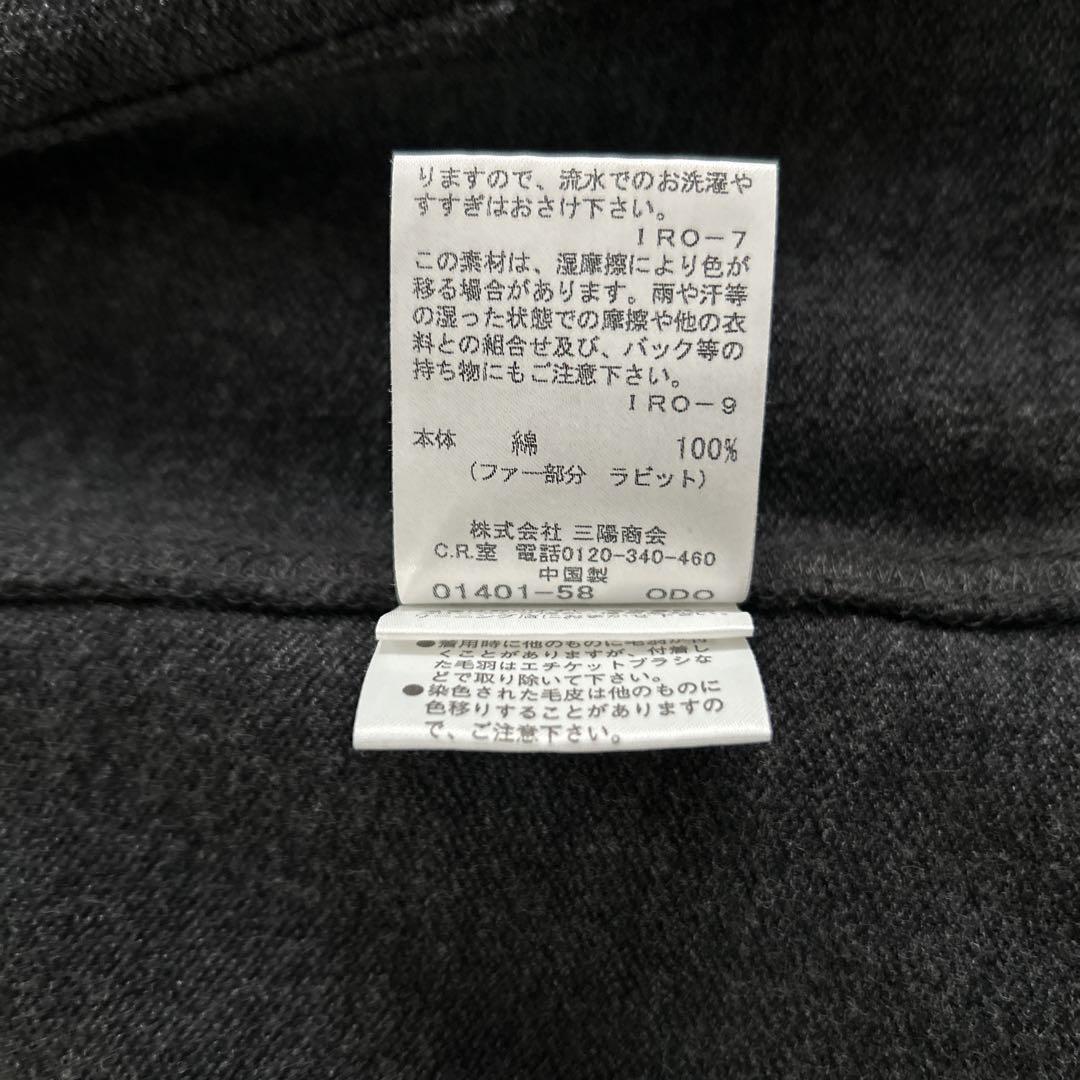 りますので、流水でのお洗濯や
すすぎはおさけ下さい。
IRO-7
この素材は、湿摩擦により色が
移る場合があります。雨や汗等
の湿った状態での摩擦や他の衣
料との組合せ及び、バック等の
持ち物にもご注意下さい。
IRO-9
本体 綿 100%
(ファー部分 ラビット)
株式会社 三陽商会
C.R.室 電話0120-340-460
中国製
01401-58 ODO
●着用時に他のものに毛羽が付
くことがありますが、付着し
た毛羽はエチケットブラシな
どで取り除いて下さい。
●染色された毛皮は他のものに
色移りすることがありますの
で、ご注意下さい。